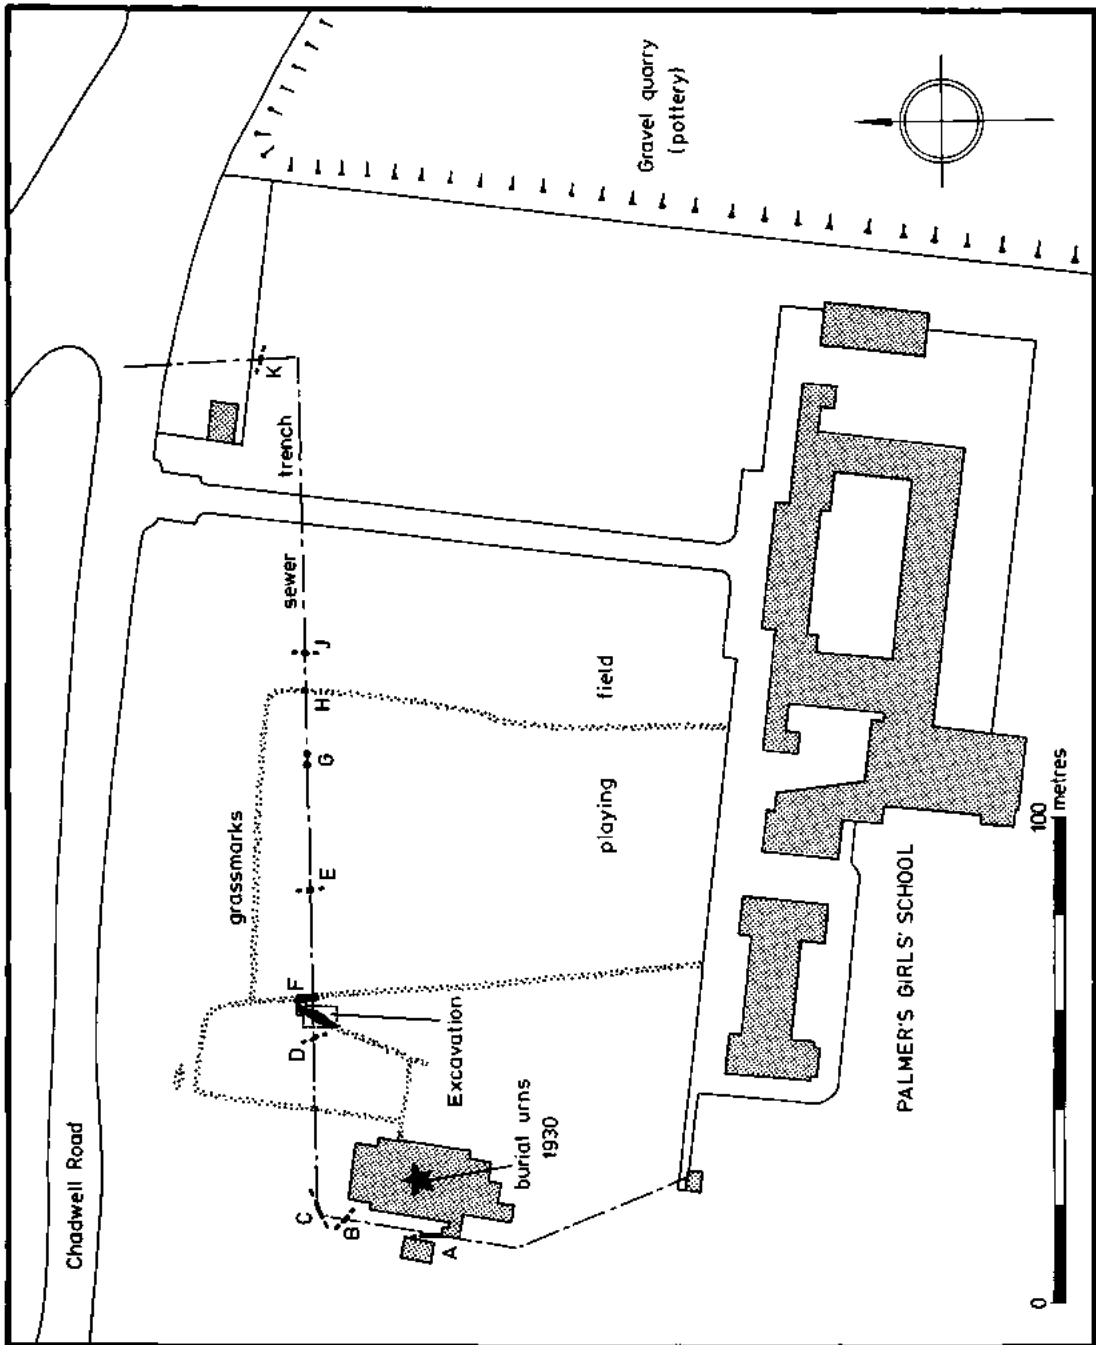 Chadwell Road
Gravel quarry
(pottery)
grassmarks
sewer
trench
K
J
H
G
E
F
D
C
B
A
Excavation
burial urns
1930
playing
field
PALMER'S GIRLS' SCHOOL
0
100
metres